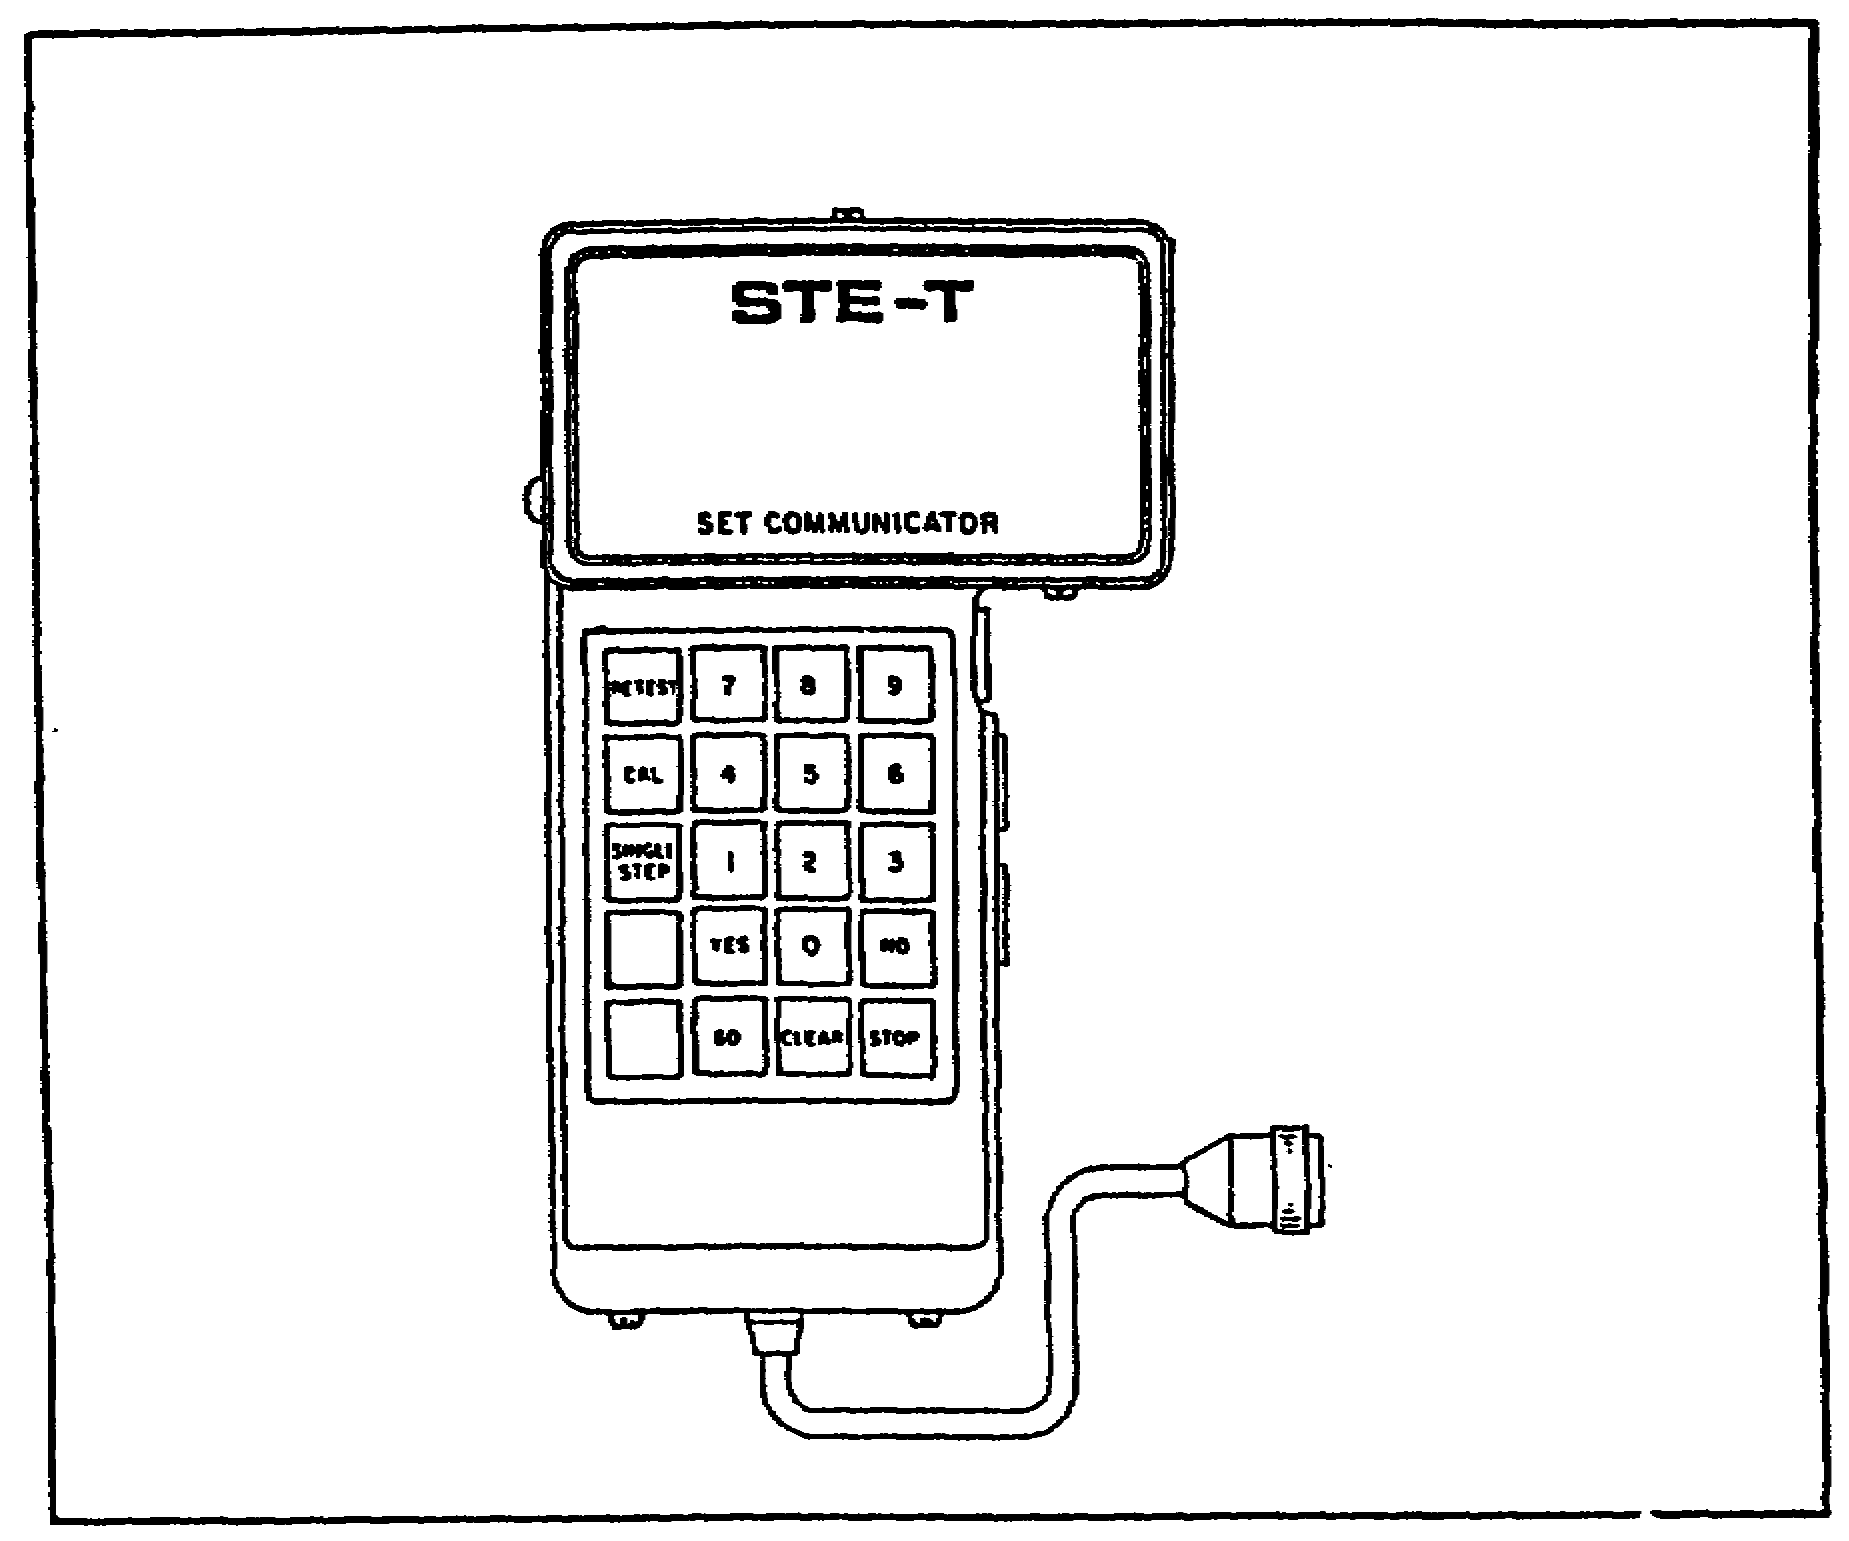 STE-T
SET COMMUNICATOR
RETEST 7 8 9
CAL 4 5 6
SINGLE
STEP 1 2 3
YES 0 NO
GO CLEAR STOP